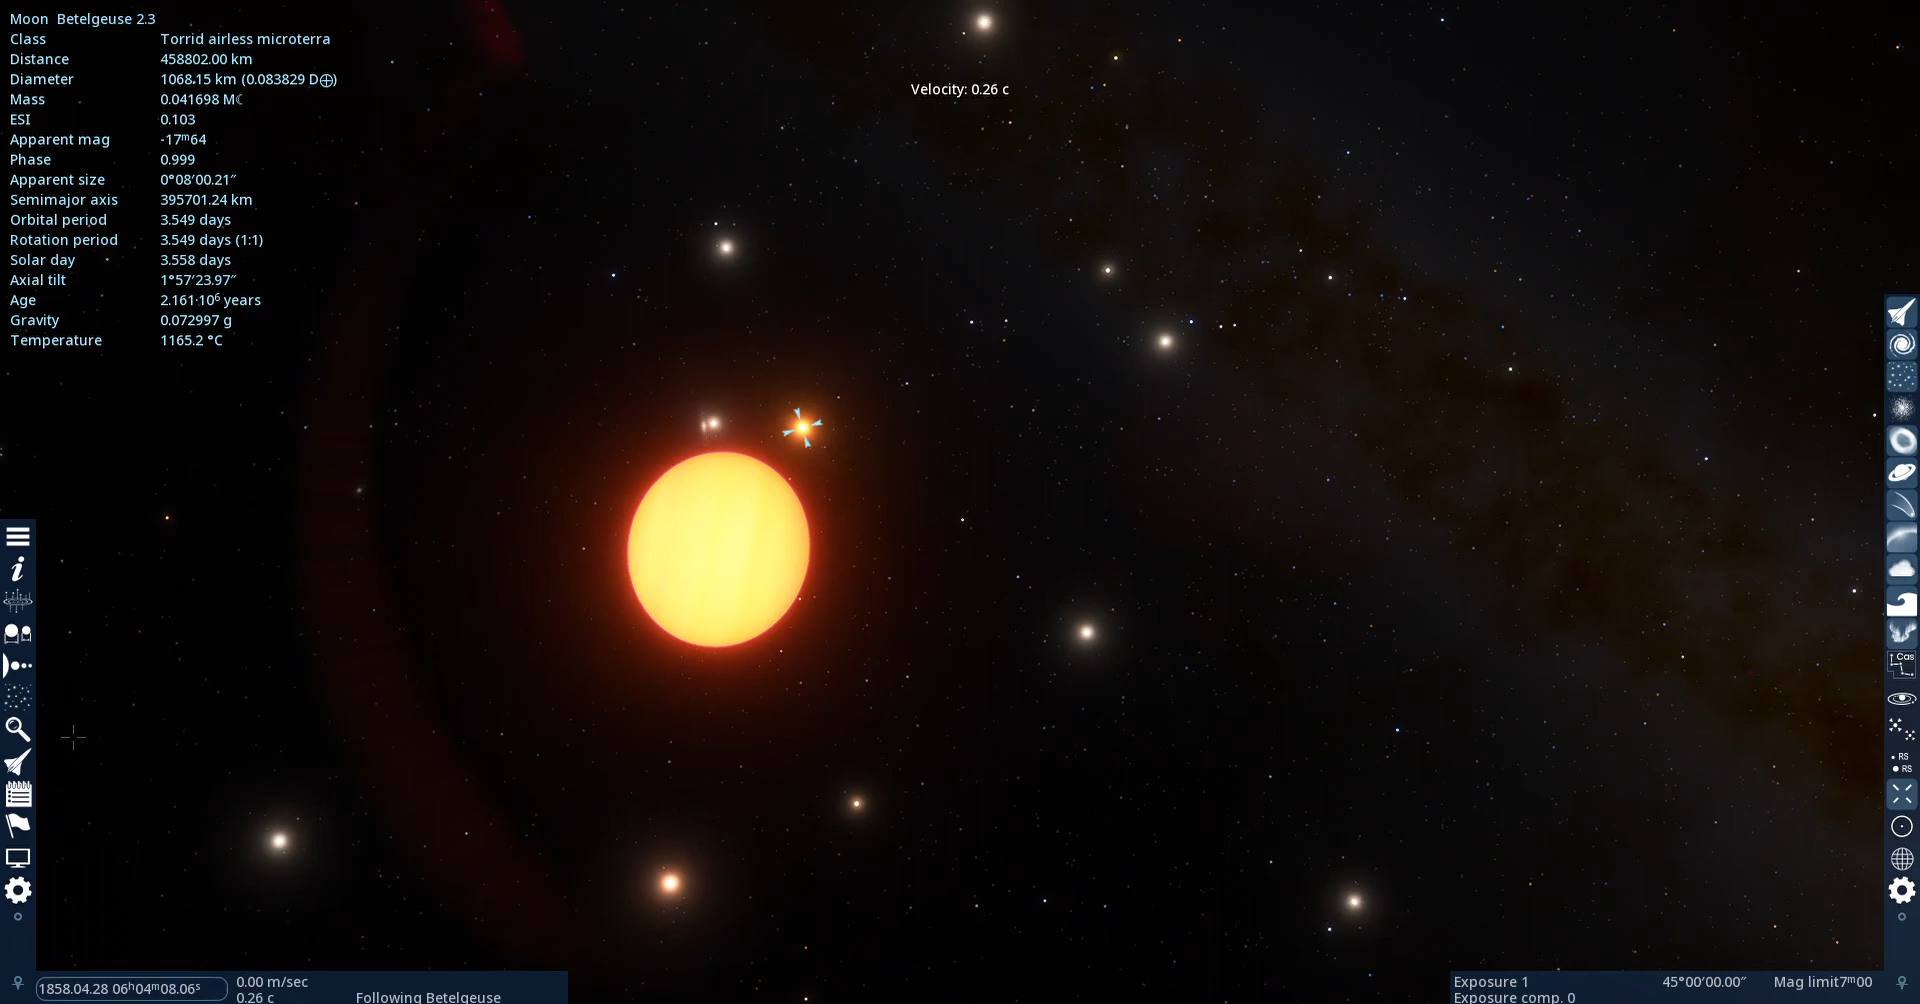 Moon Betelgeuse 2.3
Class Torrid airless microterra
Distance 458802.00 km
Diameter 1068.15 km (0.083829 D⊕)
Mass 0.041698 M☾
ESI 0.103
Apparent mag -17ᵐ64
Phase 0.999
Apparent size 0°08′00.21″
Semimajor axis 395701.24 km
Orbital period 3.549 days
Rotation period 3.549 days (1:1)
Solar day 3.558 days
Axial tilt 1°57′23.97″
Age 2.161·10⁶ years
Gravity 0.072997 g
Temperature 1165.2 °C
Velocity: 0.26 c
Cas
RS
RS
1858.04.28 06ʰ04ᵐ08.06ˢ
0.00 m/sec
0.26 c Following Betelgeuse
Exposure 1 45°00′00.00″ Mag limit7ᵐ00
Exposure comp. 0